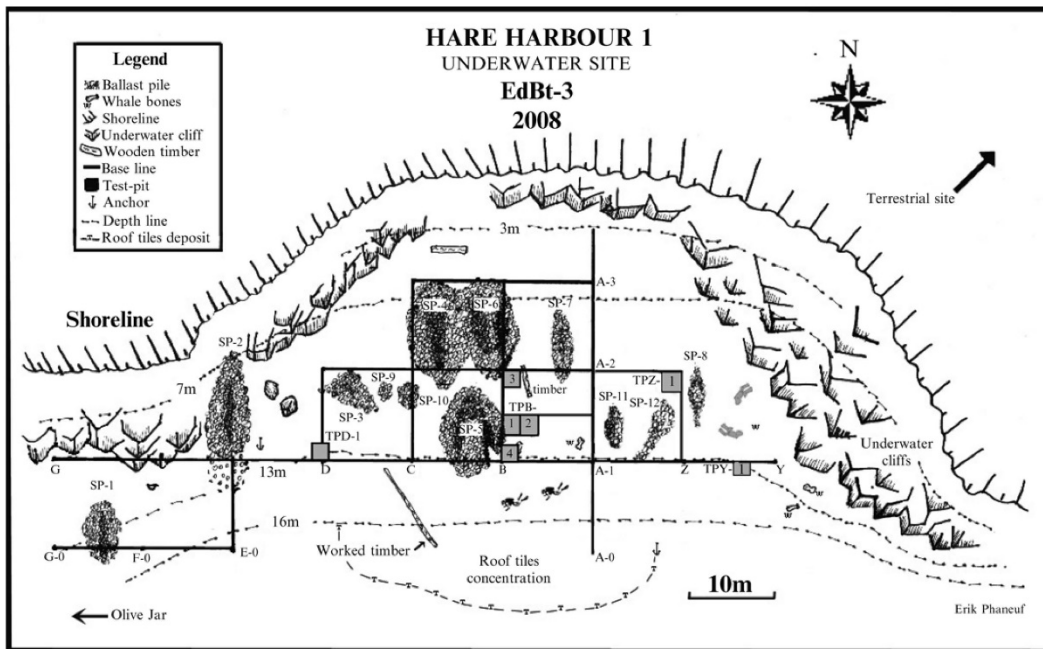 HARE HARBOUR 1
UNDERWATER SITE
EdBt-3
2008
N
Terrestrial site
Legend
Ballast pile
Whale bones
Shoreline
Underwater cliff
Wooden timber
Base line
Test-pit
Anchor
Depth line
Roof tiles deposit
3m
A-3
SP-4
SP-6
SP-7
Shoreline
SP-2
7m
A-2
SP-8
SP-9
3
timber
TPZ-
1
SP-3
SP-10
TPB-
SP-11
SP-12
1
2
TPD-1
SP-5
4
w
Underwater
cliffs
G
13m
D
C
B
A-1
Z
TPY-
1
Y
SP-1
w
w
16m
G-0
F-0
E-0
Worked timber
Roof tiles
concentration
A-0
10m
Olive Jar
Erik Phaneuf